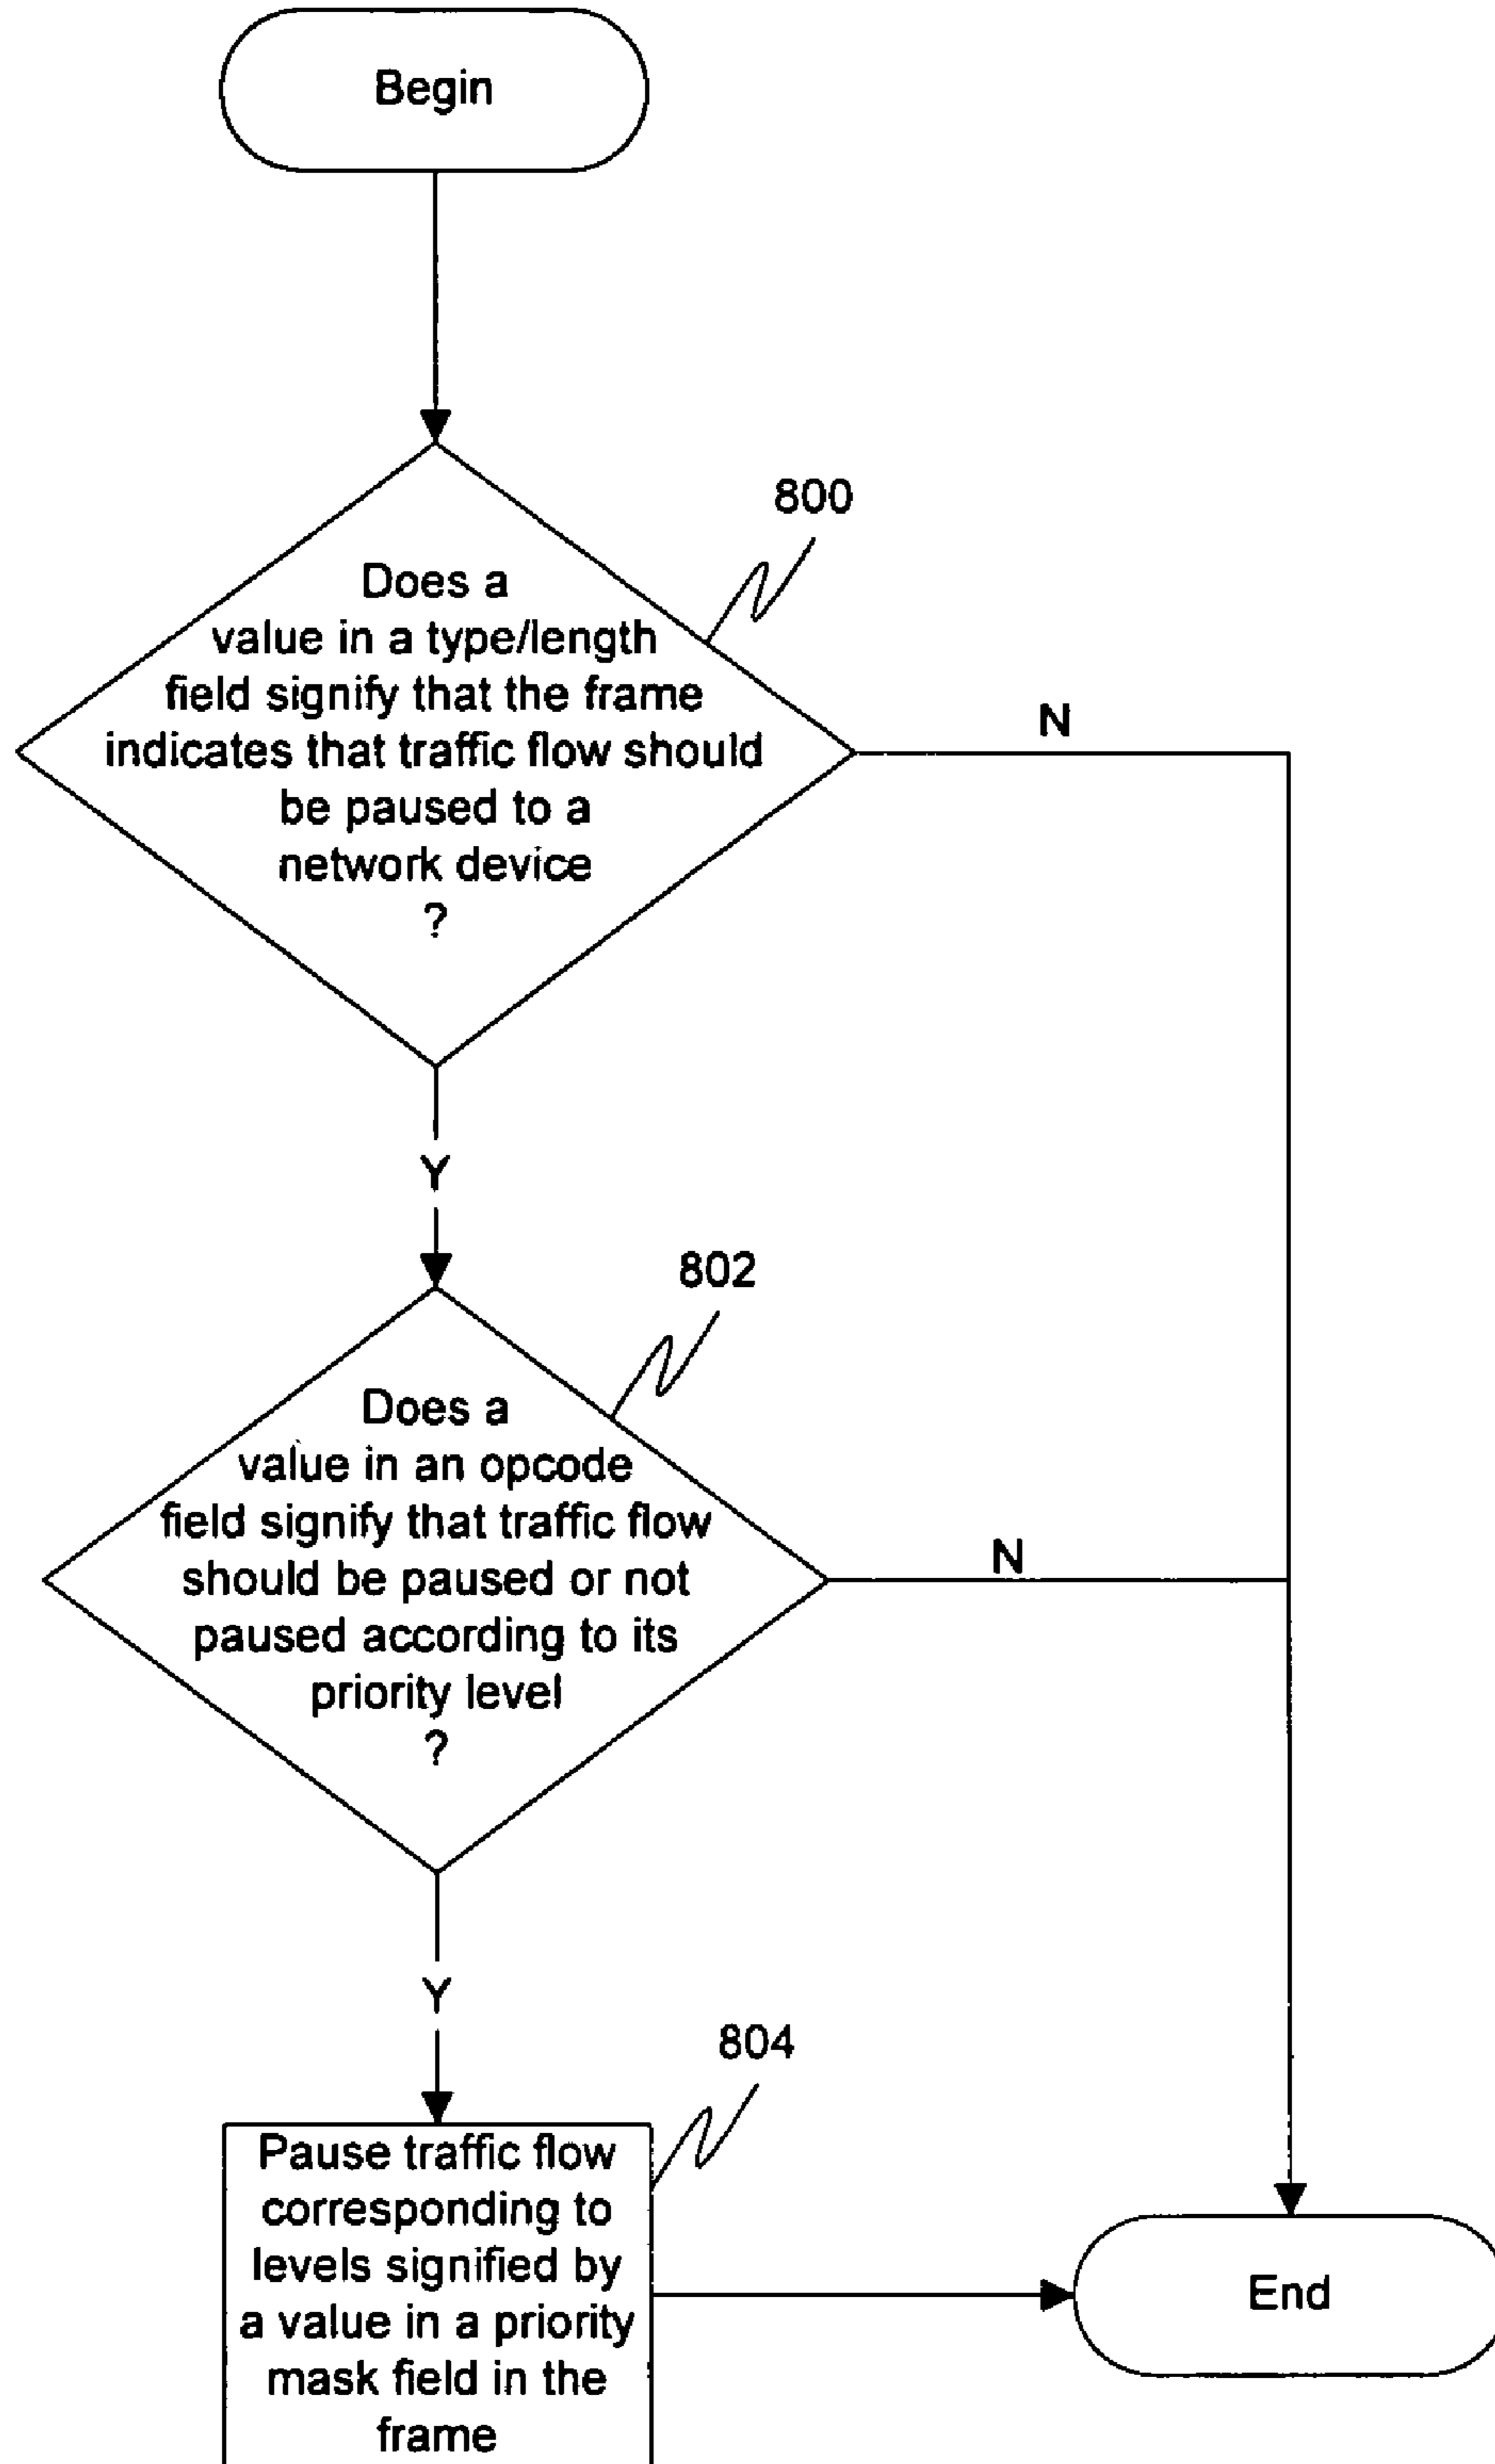 Begin
800
Does a
value in a type/length
field signify that the frame
indicates that traffic flow should
be paused to a
network device
?
N
Y
802
Does a
value in an opcode
field signify that traffic flow
should be paused or not
paused according to its
priority level
?
N
Y
804
Pause traffic flow
corresponding to
levels signified by
a value in a priority
mask field in the
frame
End